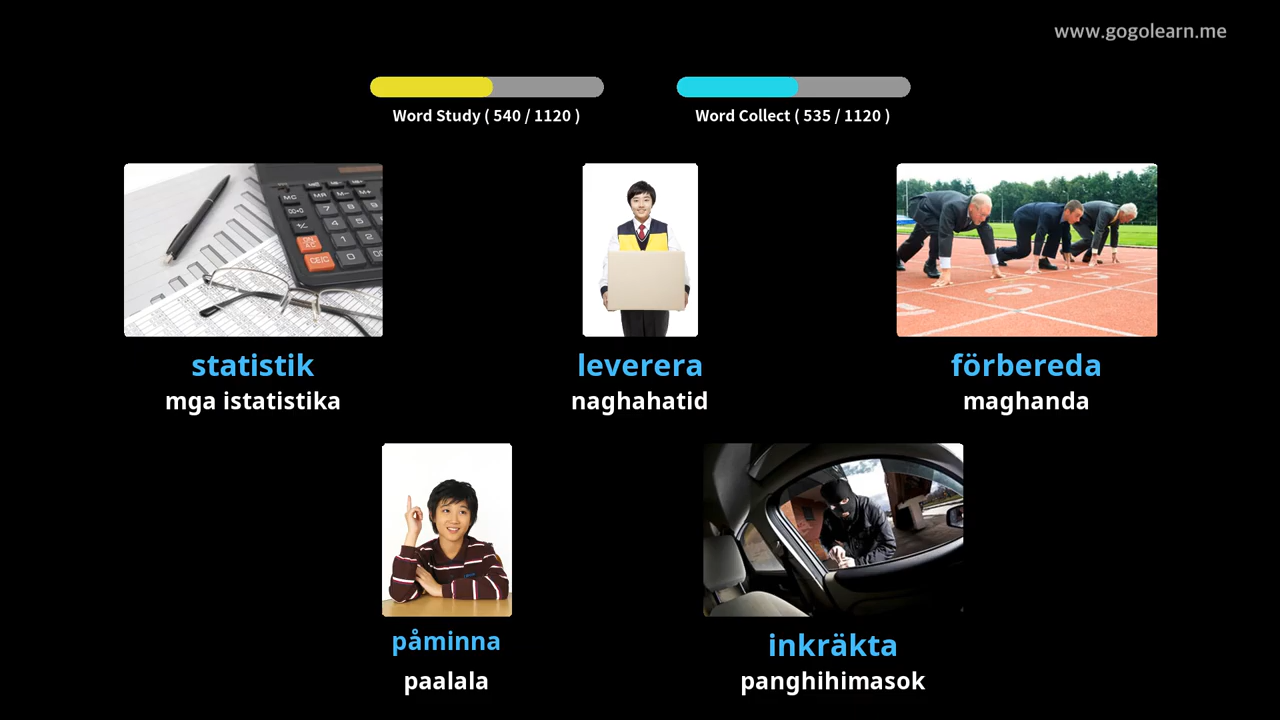 www.gogolearn.me
Word Study ( 540 / 1120 )
Word Collect ( 535 / 1120 )
statistik
mga istatistika
leverera
naghahatid
förbereda
maghanda
påminna
paalala
inkräkta
panghihimasok